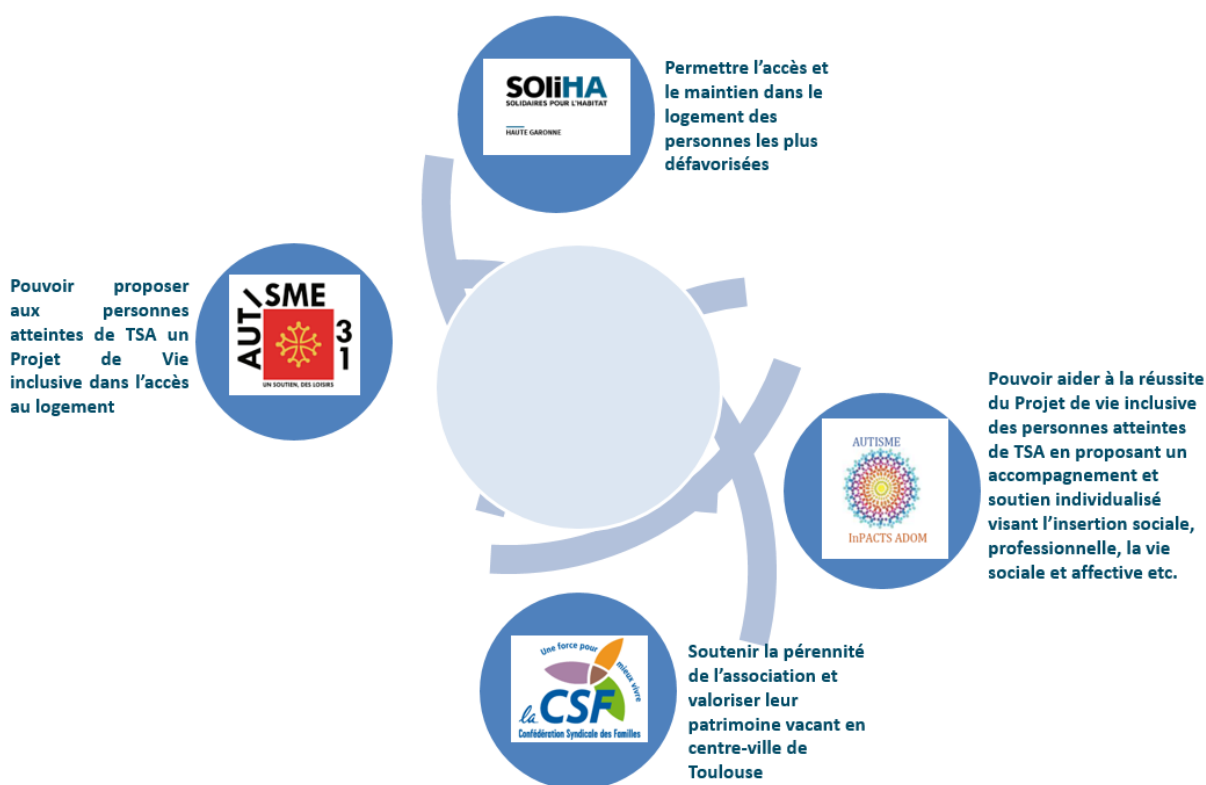 SOLiHA
SOLIDAIRES POUR L'HABITAT
HAUTE GARONNE
Permettre l'accès et
le maintien dans le
logement des
personnes les plus
défavorisées
Pouvoir proposer
aux personnes
atteintes de TSA un
Projet de Vie
inclusive dans l'accès
au logement
AUTISME
31
UN SOUTIEN, DES LOISIRS
AUTISME
InPACTS ADOM
Pouvoir aider à la réussite
du Projet de vie inclusive
des personnes atteintes
de TSA en proposant un
accompagnement et
soutien individualisé
visant l'insertion sociale,
professionnelle, la vie
sociale et affective etc.
Une force pour
mieux vivre
la CSF
Confédération Syndicale des Familles
Soutenir la pérennité
de l'association et
valoriser leur
patrimoine vacant en
centre-ville de
Toulouse